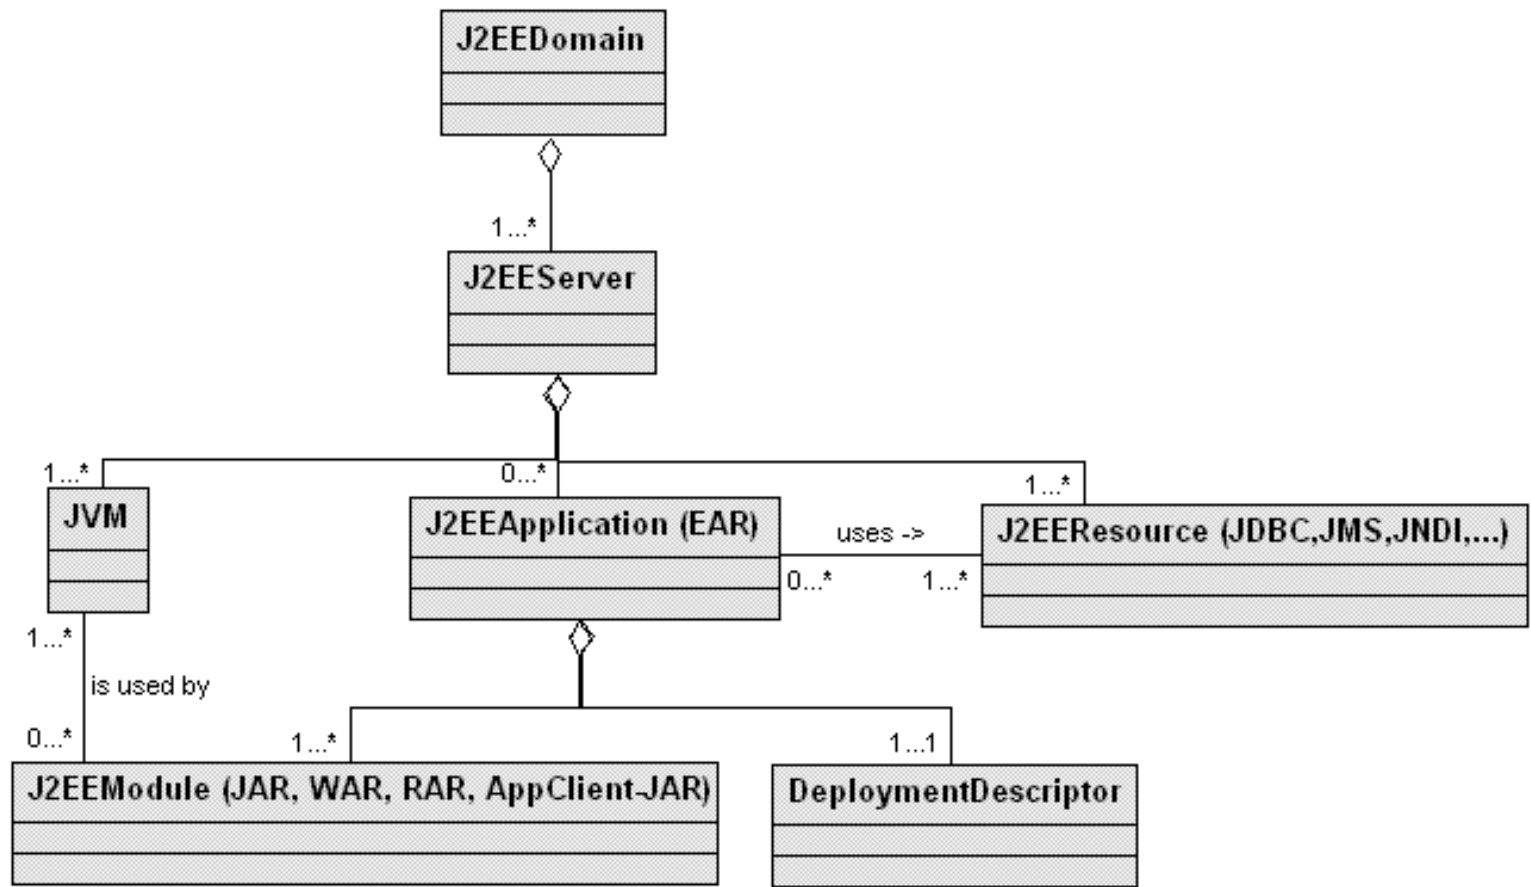 J2EEDomain
1...*
J2EEServer
1...*
0...*
1...*
JVM
J2EEApplication (EAR)
uses ->
J2EEResource (JDBC,JMS,JNDI,...)
0...*
1...*
1...*
is used by
0...*
1...*
1...1
J2EEModule (JAR, WAR, RAR, AppClient-JAR)
DeploymentDescriptor